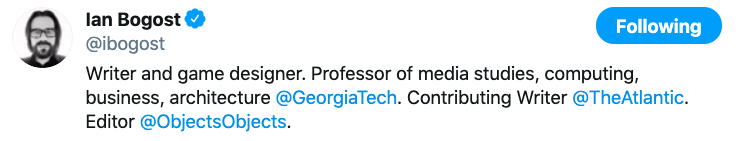 Ian Bogost
@ibogost
Following
Writer and game designer. Professor of media studies, computing,
business, architecture @GeorgiaTech. Contributing Writer @TheAtlantic.
Editor @ObjectsObjects.